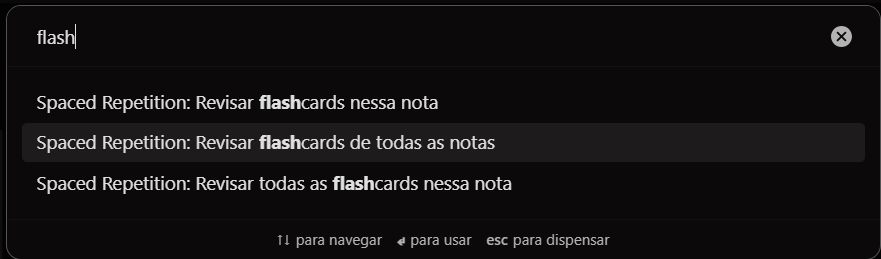 flash
Spaced Repetition: Revisar flashcards nessa nota
Spaced Repetition: Revisar flashcards de todas as notas
Spaced Repetition: Revisar todas as flashcards nessa nota
↑↓ para navegar ↵ para usar esc para dispensar